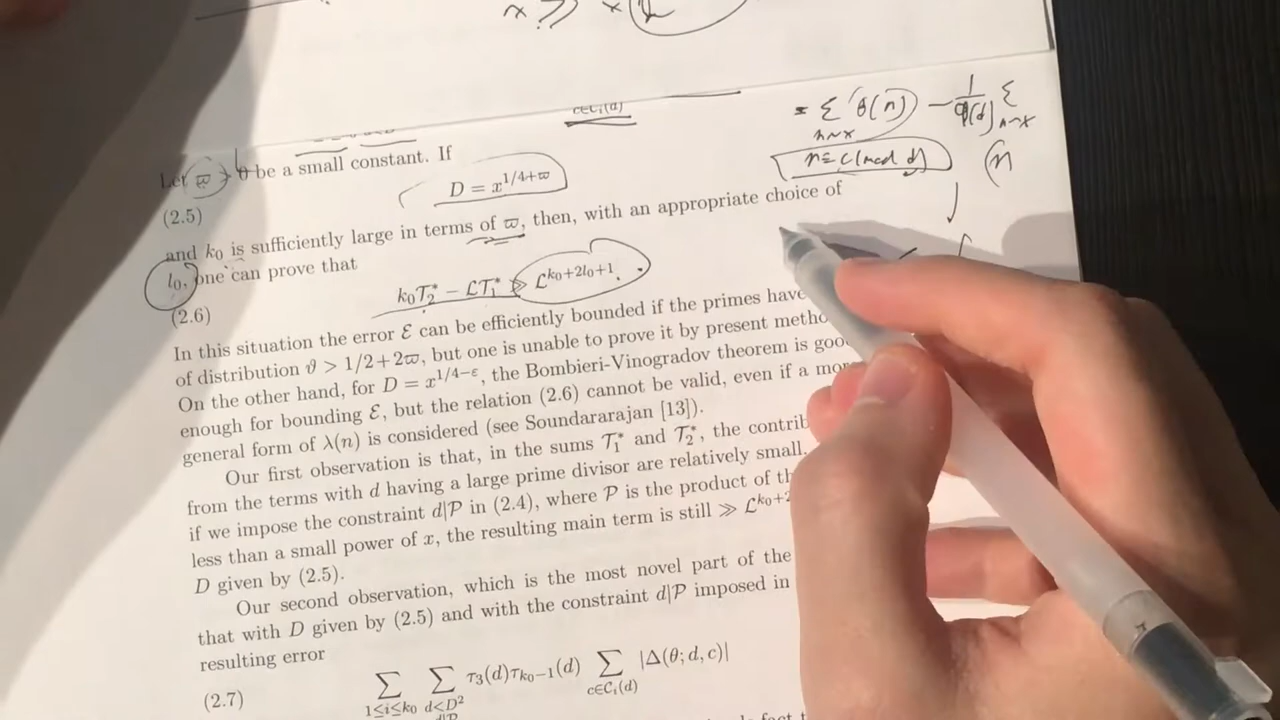 c∈C_i(d)
= Σ θ(n) − 1/φ(d) Σ
n~x n~x
n≡c(mod d) (n
Let ϖ > 0 be a small constant. If
(2.5) D = x^{1/4+ϖ}
and k₀ is sufficiently large in terms of ϖ, then, with an appropriate choice of
l₀, one can prove that
(2.6) k₀T₂* − LT₁* ≫ L^{k₀+2l₀+1}.
In this situation the error E can be efficiently bounded if the primes have
of distribution ϑ > 1/2+2ϖ, but one is unable to prove it by present metho
On the other hand, for D = x^{1/4−ε}, the Bombieri-Vinogradov theorem is goo
enough for bounding E, but the relation (2.6) cannot be valid, even if a mor
general form of λ(n) is considered (see Soundararajan [13]).
Our first observation is that, in the sums T₁* and T₂*, the contrib
from the terms with d having a large prime divisor are relatively small.
if we impose the constraint d|P in (2.4), where P is the product of th
less than a small power of x, the resulting main term is still ≫ L^{k₀+2
D given by (2.5).
Our second observation, which is the most novel part of the
that with D given by (2.5) and with the constraint d|P imposed in
resulting error
(2.7) Σ_{1≤i≤k₀} Σ_{d<D², d|P} τ₃(d)τ_{k₀−1}(d) Σ_{c∈C_i(d)} |Δ(θ; d, c)|